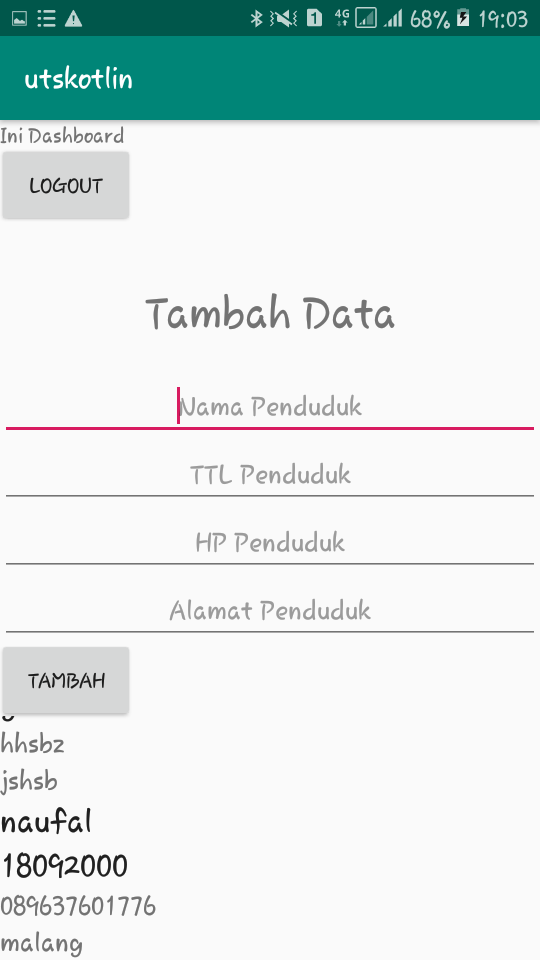 1 4G 68% 19:03
utskotlin
Ini Dashboard
LOGOUT
Tambah Data
Nama Penduduk
TTL Penduduk
HP Penduduk
Alamat Penduduk
TAMBAH
hhsbz
jshsb
naufal
18092000
089637601776
malang